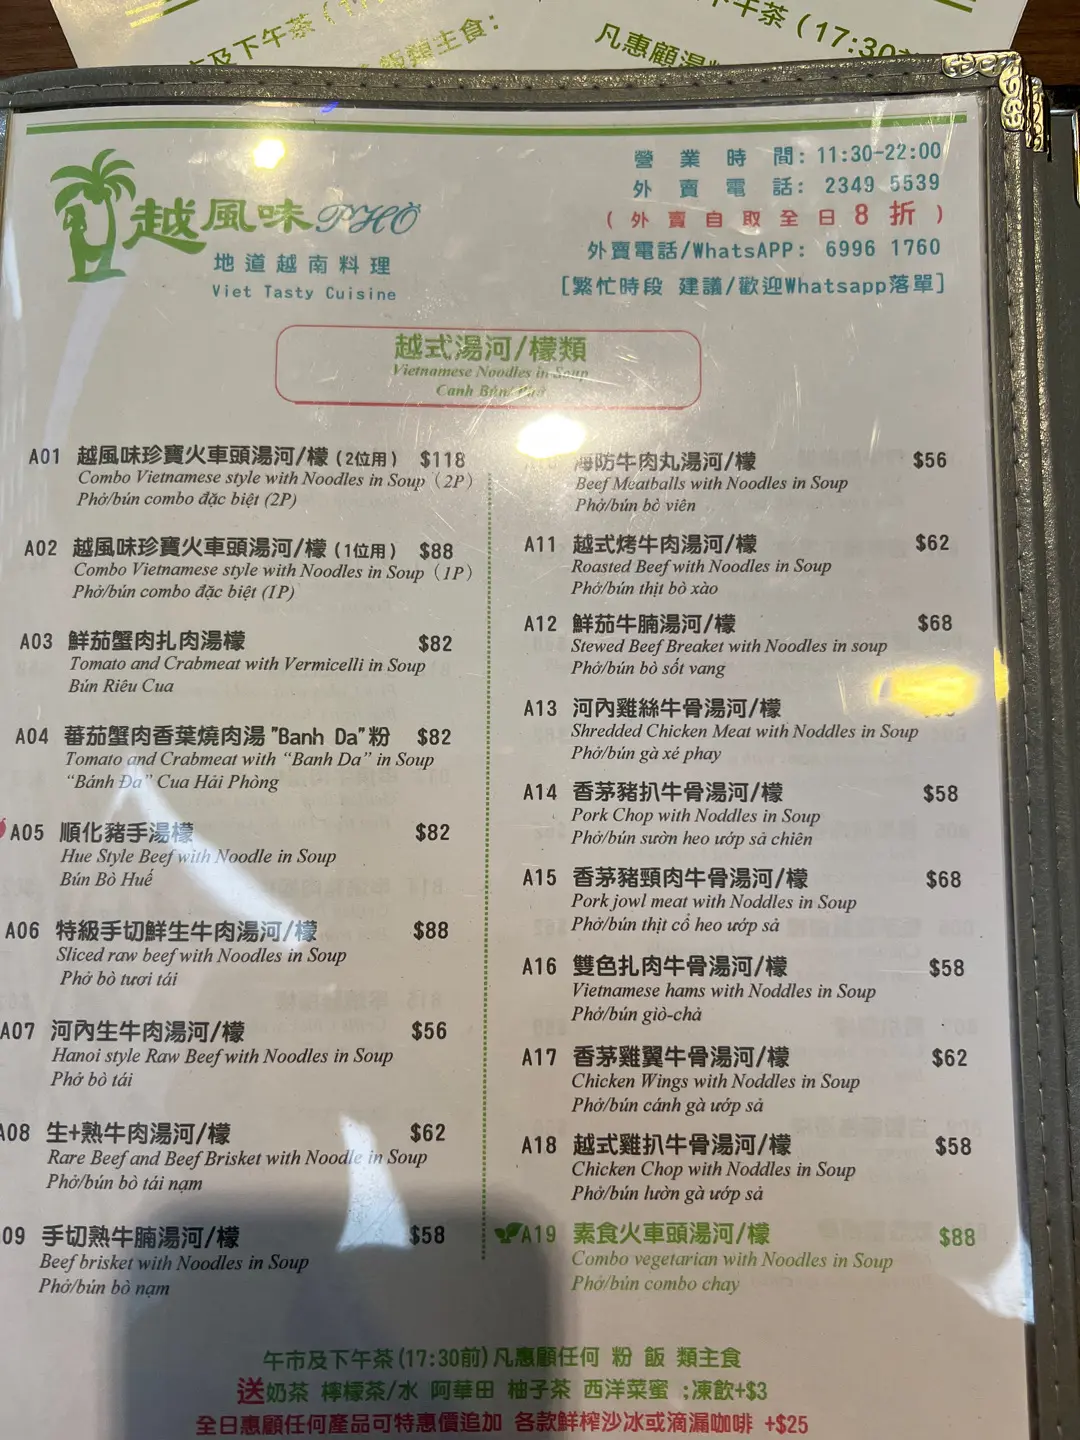 市及下午茶(1
飯類主食:
凡惠顧湯
下午茶(17:30前
越風味 PHỞ
地道越南料理
Viet Tasty Cuisine
營業時間: 11:30-22:00
外賣電話: 2349 5539
(外賣自取全日8折)
外賣電話/WhatsAPP: 6996 1760
[繁忙時段 建議/歡迎Whatsapp落單]
越式湯河/檬類
Vietnamese Noodles in Soup
Canh Bún/Phở
A01 越風味珍寶火車頭湯河/檬(2位用) $118
Combo Vietnamese style with Noodles in Soup (2P)
Phở/bún combo đặc biệt (2P)
A02 越風味珍寶火車頭湯河/檬(1位用) $88
Combo Vietnamese style with Noodles in Soup (1P)
Phở/bún combo đặc biệt (1P)
A03 鮮茄蟹肉扎肉湯檬 $82
Tomato and Crabmeat with Vermicelli in Soup
Bún Riêu Cua
A04 蕃茄蟹肉香葉燒肉湯"Banh Da"粉 $82
Tomato and Crabmeat with “Banh Da” in Soup
“Bánh Đa” Cua Hải Phòng
A05 順化豬手湯檬 $82
Hue Style Beef with Noodle in Soup
Bún Bò Huế
A06 特級手切鮮生牛肉湯河/檬 $88
Sliced raw beef with Noodles in Soup
Phở bò tươi tái
A07 河內生牛肉湯河/檬 $56
Hanoi style Raw Beef with Noodles in Soup
Phở bò tái
A08 生+熟牛肉湯河/檬 $62
Rare Beef and Beef Brisket with Noodle in Soup
Phở/bún bò tái nạm
09 手切熟牛腩湯河/檬 $58
Beef brisket with Noodles in Soup
Phở/bún bò nạm
海防牛肉丸湯河/檬 $56
Beef Meatballs with Noodles in Soup
Phở/bún bò viên
A11 越式烤牛肉湯河/檬 $62
Roasted Beef with Noodles in Soup
Phở/bún thịt bò xào
A12 鮮茄牛腩湯河/檬 $68
Stewed Beef Breaket with Noodles in soup
Phở/bún bò sốt vang
A13 河內雞絲牛骨湯河/檬
Shredded Chicken Meat with Noddles in Soup
Phở/bún gà xé phay
A14 香茅豬扒牛骨湯河/檬 $58
Pork Chop with Noddles in Soup
Phở/bún sườn heo ướp sả chiên
A15 香茅豬頸肉牛骨湯河/檬 $68
Pork jowl meat with Noddles in Soup
Phở/bún thịt cổ heo ướp sả
A16 雙色扎肉牛骨湯河/檬 $58
Vietnamese hams with Noddles in Soup
Phở/bún giò-chả
A17 香茅雞翼牛骨湯河/檬 $62
Chicken Wings with Noddles in Soup
Phở/bún cánh gà ướp sả
A18 越式雞扒牛骨湯河/檬 $58
Chicken Chop with Noddles in Soup
Phở/bún lườn gà ướp sả
A19 素食火車頭湯河/檬 $88
Combo vegetarian with Noodles in Soup
Phở/bún combo chay
午市及下午茶(17:30前)凡惠顧任何 粉 飯 類主食
送奶茶 檸檬茶/水 阿華田 柚子茶 西洋菜蜜 ;凍飲+$3
全日惠顧任何產品可特惠價追加 各款鮮榨沙冰或滴漏咖啡 +$25